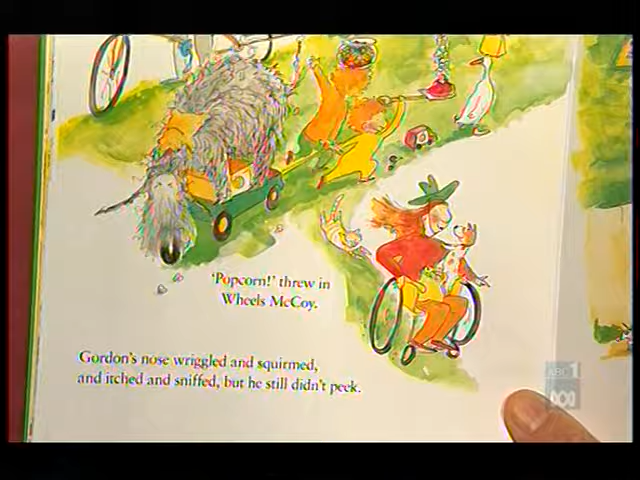 'Popcorn!' threw in
Wheels McCoy.
Gordon's nose wriggled and squirmed,
and itched and sniffed, but he still didn't peek.
ABC1